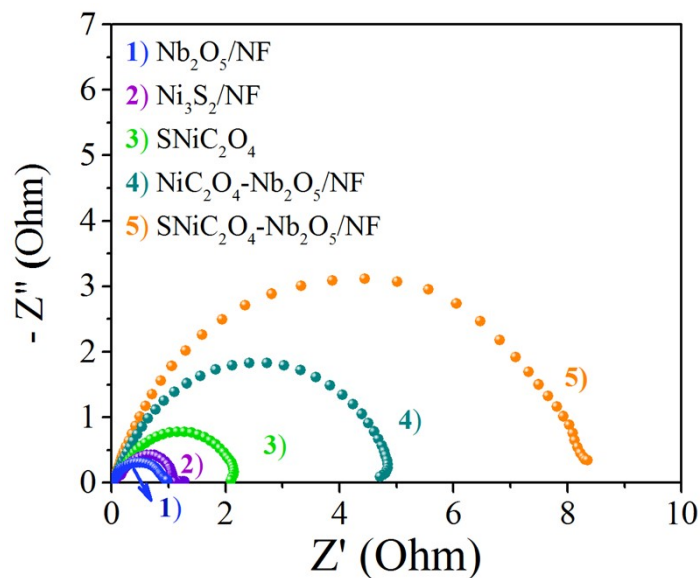 7
6
5
4
3
2
1
0
- Z'' (Ohm)
1) Nb₂O₅/NF
2) Ni₃S₂/NF
3) SNiC₂O₄
4) NiC₂O₄-Nb₂O₅/NF
5) SNiC₂O₄-Nb₂O₅/NF
5)
4)
3)
2)
1)
0 2 4 6 8 10
Z' (Ohm)